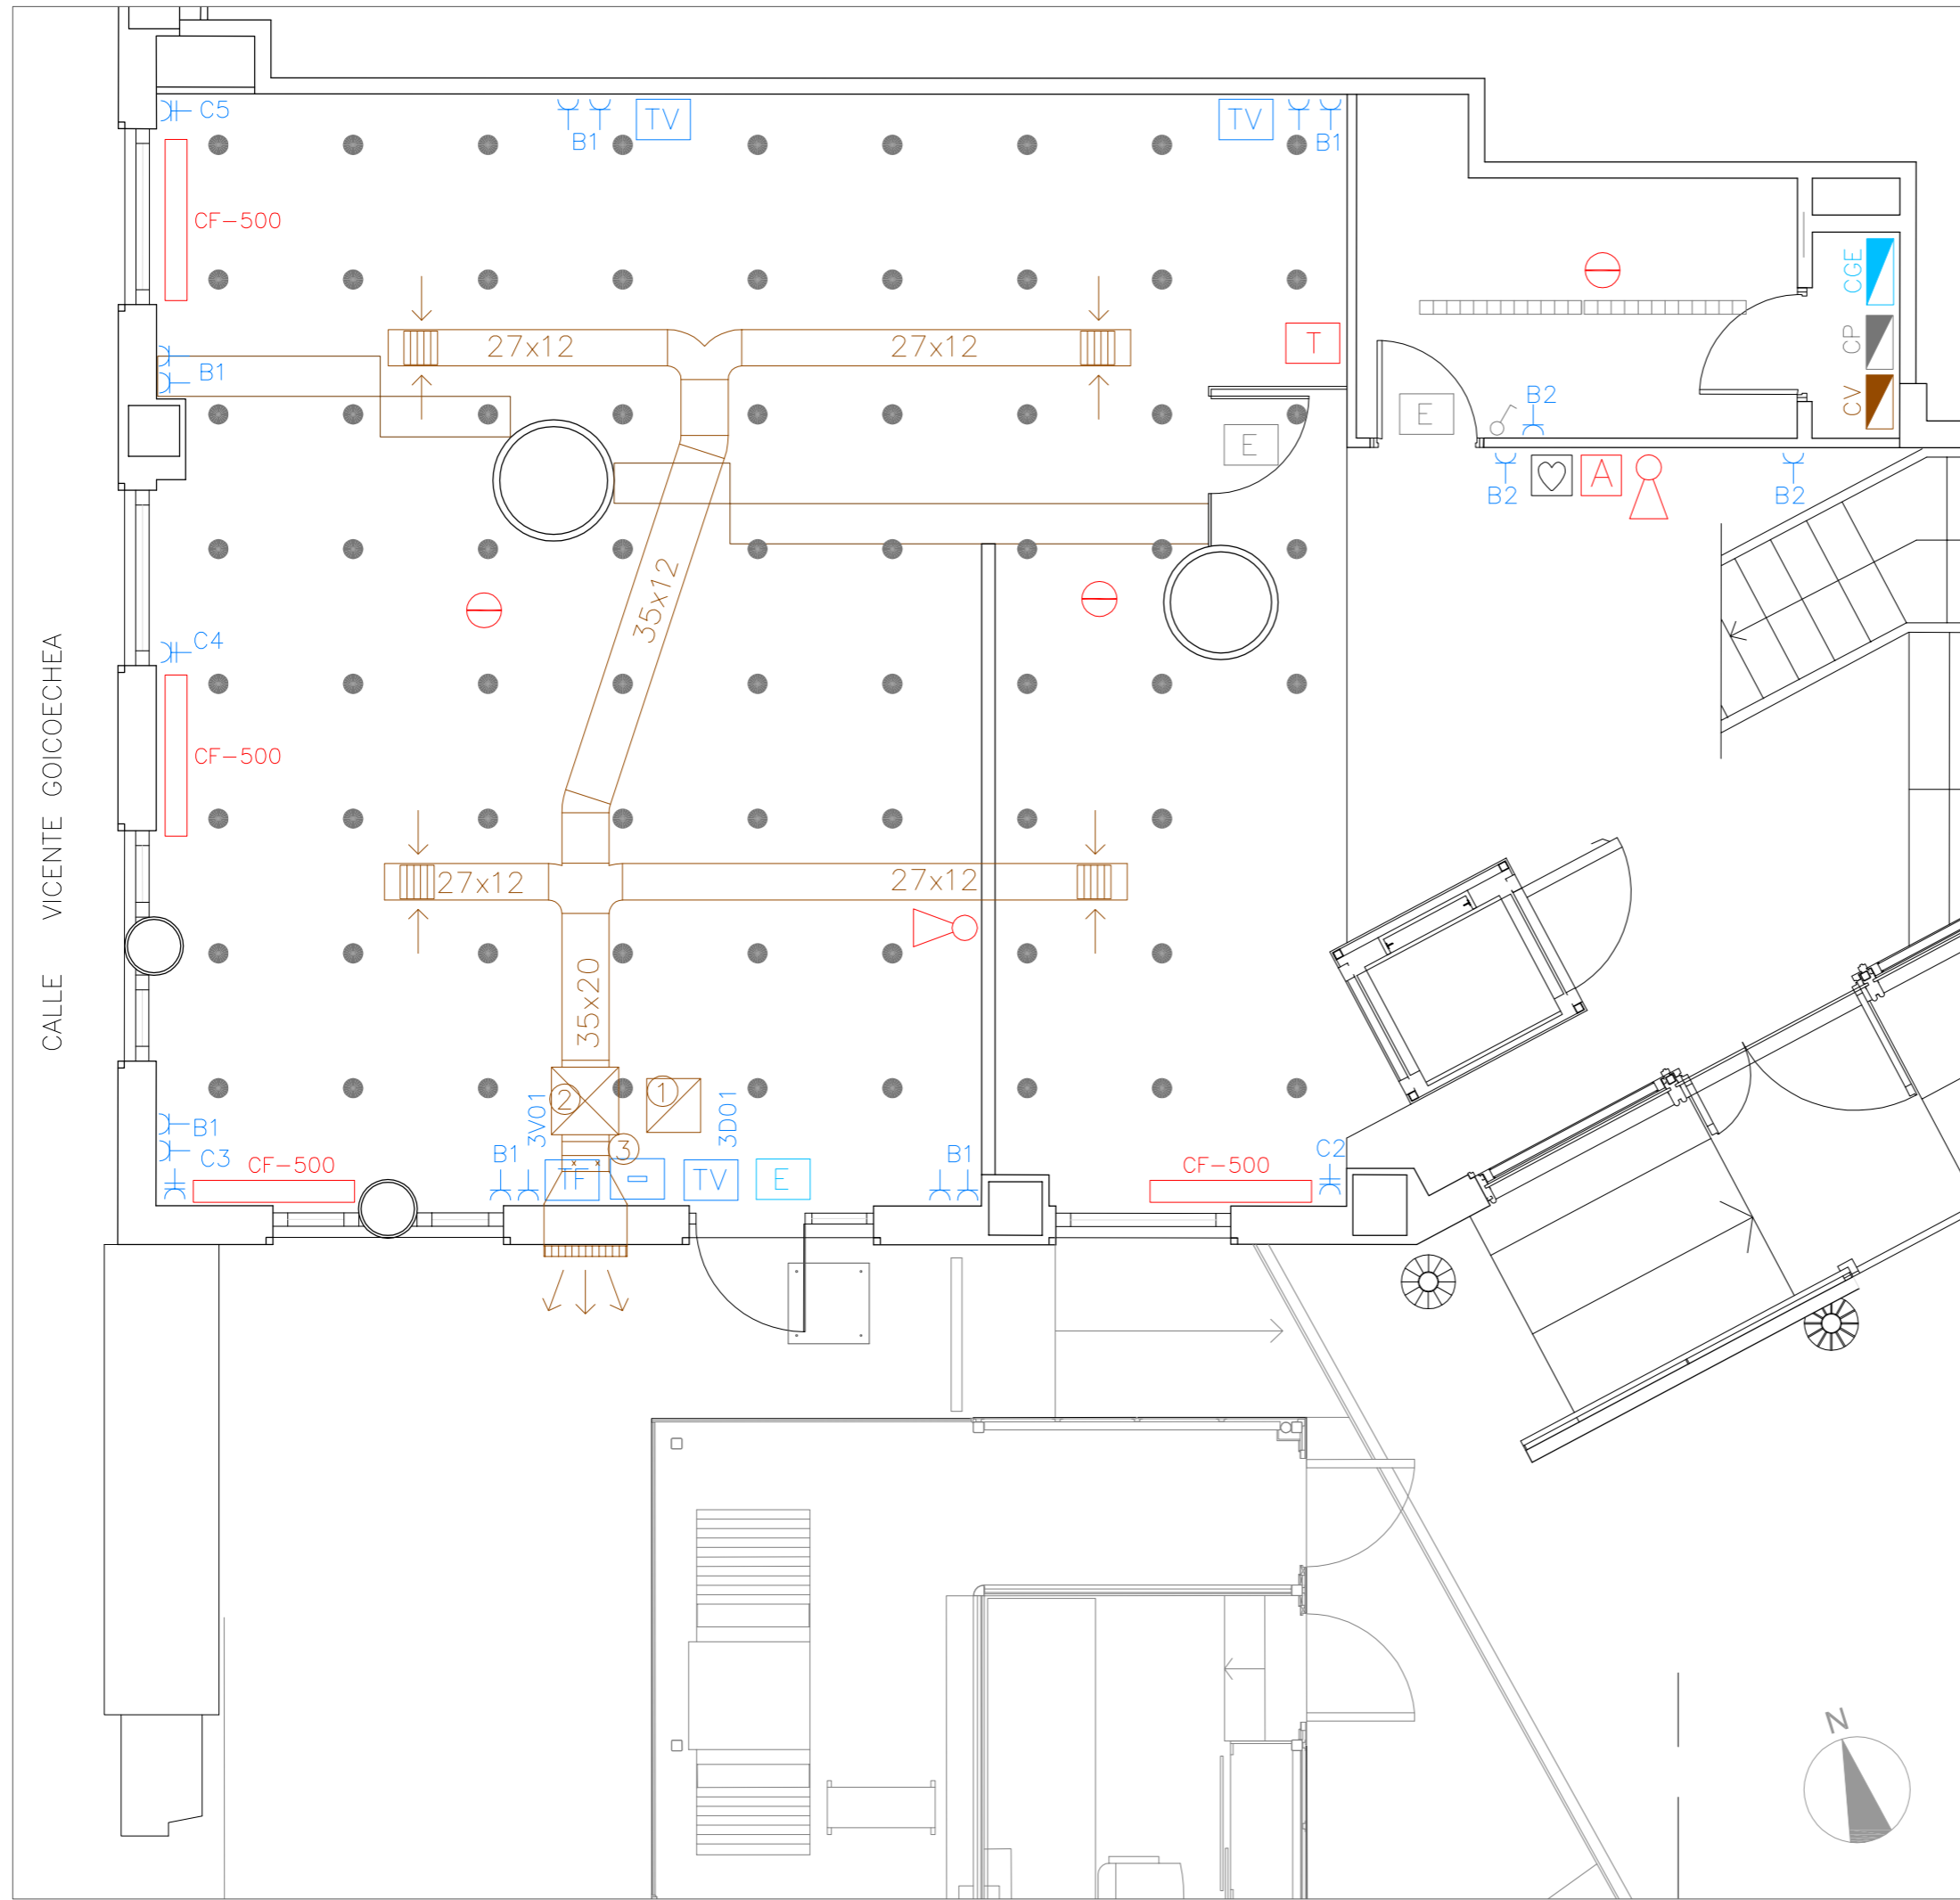 C5
B1
TV
TV
B1
CF-500
CGE
T
27x12
27x12
CP
B1
B2
CV
E
E
B2
A
B2
35x12
C4
CALLE VICENTE GOICOECHEA
CF-500
27x12
27x12
35x20
2
1
3V01
3D01
B1
3
C3
CF-500
B1
TF
TV
E
B1
CF-500
C2
N